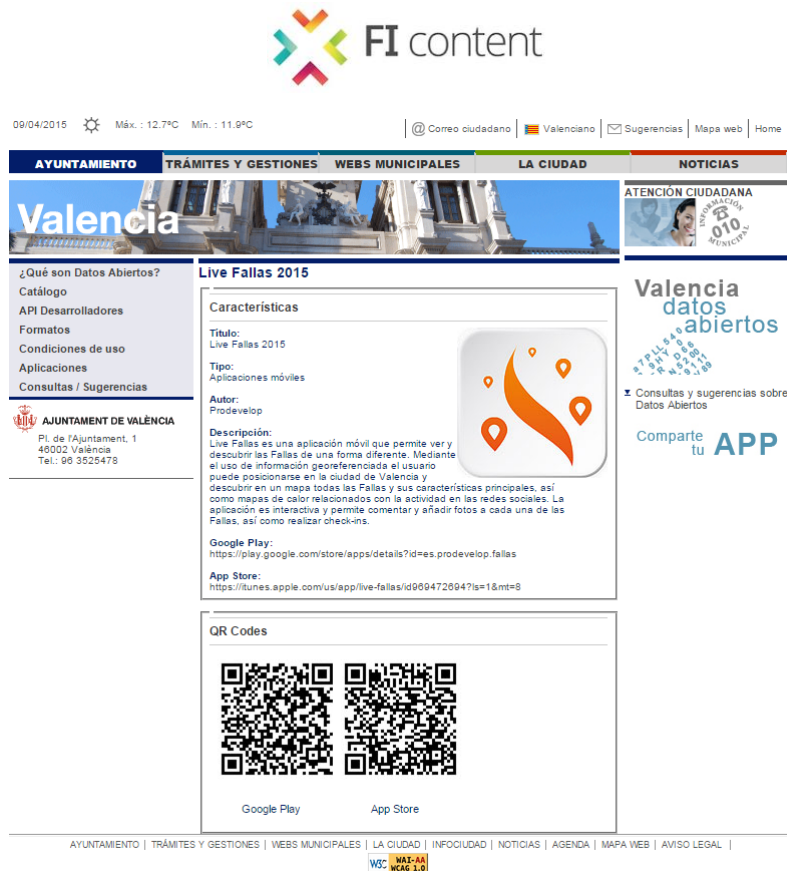 FI content
09/04/2015 Máx. : 12.7ºC Mín. : 11.9ºC
@ Correo ciudadano Valenciano Sugerencias Mapa web Home
AYUNTAMIENTO TRÁMITES Y GESTIONES WEBS MUNICIPALES LA CIUDAD NOTICIAS
Valencia
ATENCIÓN CIUDADANA
INFORMACIÓN
010
MUNICIPAL
¿Qué son Datos Abiertos?
Catálogo
API Desarrolladores
Formatos
Condiciones de uso
Aplicaciones
Consultas / Sugerencias
AJUNTAMENT DE VALÈNCIA
Pl. de l'Ajuntament, 1
46002 València
Tel.: 96 3525478
Live Fallas 2015
Características
Título:
Live Fallas 2015
Tipo:
Aplicaciones móviles
Autor:
Prodevelop
Descripción:
Live Fallas es una aplicación móvil que permite ver y
descubrir las Fallas de una forma diferente. Mediante
el uso de información georeferenciada el usuario
puede posicionarse en la ciudad de Valencia y
descubrir en un mapa todas las Fallas y sus características principales, así
como mapas de calor relacionados con la actividad en las redes sociales. La
aplicación es interactiva y permite comentar y añadir fotos a cada una de las
Fallas, así como realizar check-ins.
Google Play:
https://play.google.com/store/apps/details?id=es.prodevelop.fallas
App Store:
https://itunes.apple.com/us/app/live-fallas/id969472694?ls=1&mt=8
QR Codes
Google Play App Store
Valencia
datos
abiertos
Consultas y sugerencias sobre
Datos Abiertos
Comparte
tu APP
AYUNTAMIENTO | TRÁMITES Y GESTIONES | WEBS MUNICIPALES | LA CIUDAD | INFOCIUDAD | NOTICIAS | AGENDA | MAPA WEB | AVISO LEGAL |
W3C WAI-AA
WCAG 1.0